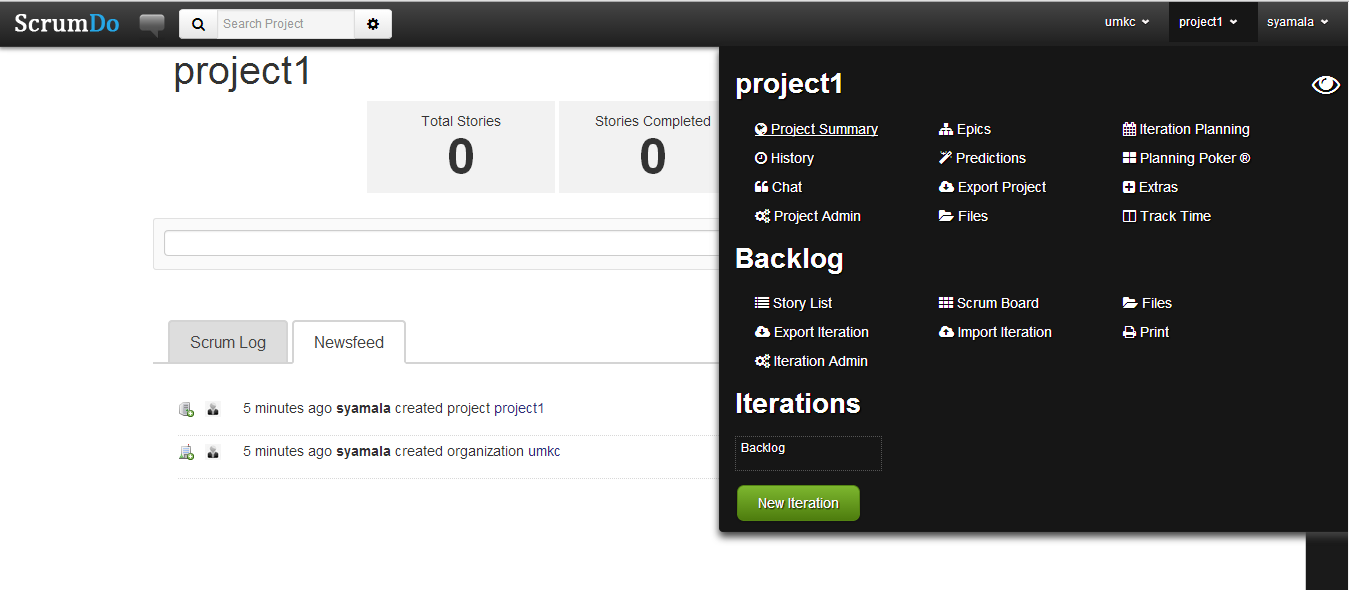 ScrumDo Search Project umkc project1 syamala
project1
Total Stories Stories Completed
0 0
Scrum Log Newsfeed
5 minutes ago syamala created project project1
5 minutes ago syamala created organization umkc
project1
Project Summary Epics Iteration Planning
History Predictions Planning Poker ®
Chat Export Project Extras
Project Admin Files Track Time
Backlog
Story List Scrum Board Files
Export Iteration Import Iteration Print
Iteration Admin
Iterations
Backlog
New Iteration